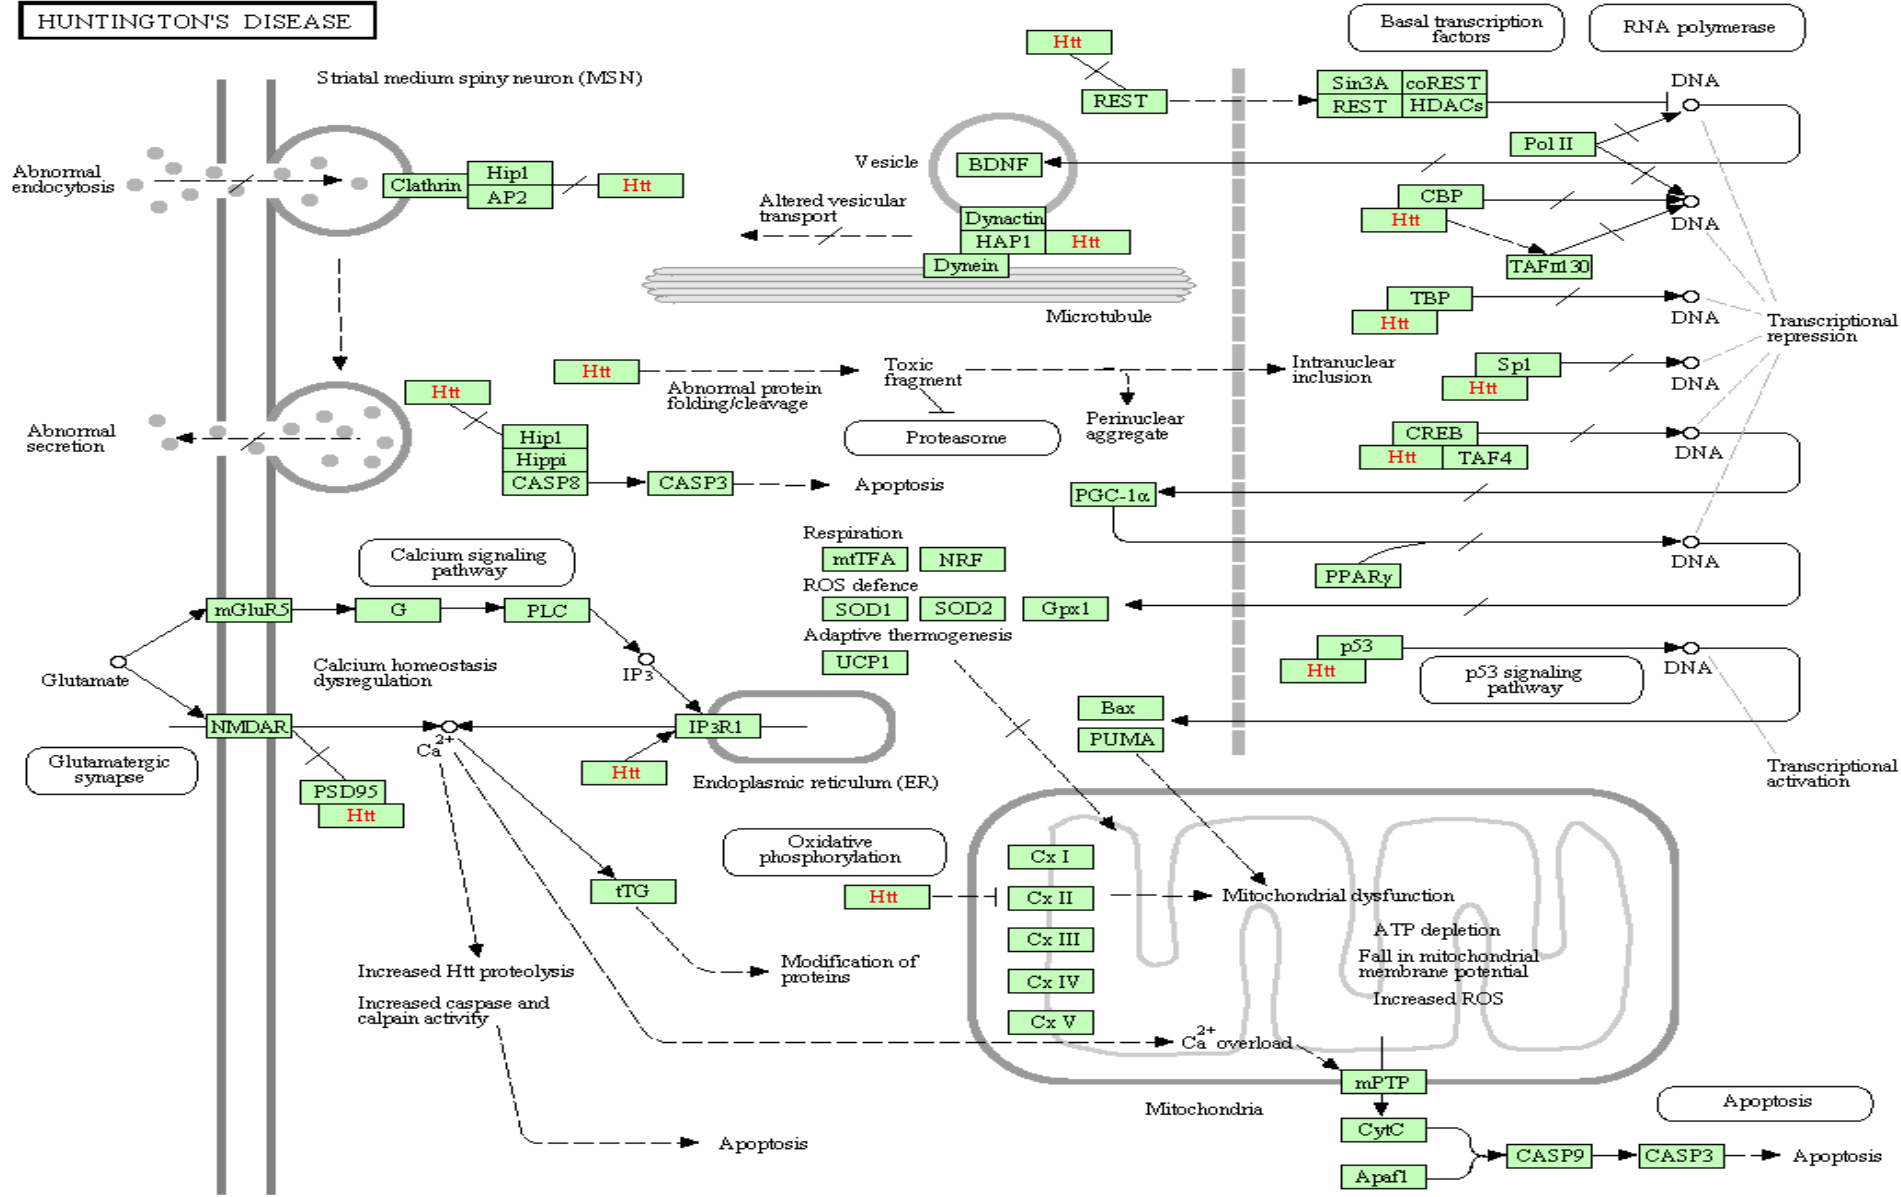 HUNTINGTON'S DISEASE
Striatal medium spiny neuron (MSN)
Htt
REST
Basal transcription
factors
RNA polymerase
Sin3A
coREST
REST
HDACs
DNA
Pol II
Abnormal
endocytosis
Clathrin
Hip1
AP2
Htt
Vesicle
BDNF
Altered vesicular
transport
Dynactin
HAP1
Htt
Dynein
Microtubule
CBP
Htt
DNA
TAFII130
TBP
Htt
DNA
Transcriptional
repression
Htt
Abnormal protein
folding/cleavage
Toxic
fragment
Intranuclear
inclusion
Perinuclear
aggregate
Proteasome
Sp1
Htt
DNA
Abnormal
secretion
Htt
Hip1
Hippi
CASP8
CASP3
Apoptosis
CREB
Htt
TAF4
DNA
PGC-1α
PPARγ
DNA
Respiration
mtTFA
NRF
ROS defence
SOD1
SOD2
Gpx1
Adaptive thermogenesis
UCP1
Calcium signaling
pathway
mGluR5
G
PLC
Glutamate
Calcium homeostasis
dysregulation
IP3
p53
Htt
DNA
p53 signaling
pathway
NMDAR
Ca2+
IP3R1
Htt
Endoplasmic reticulum (ER)
Bax
PUMA
Glutamatergic
synapse
PSD95
Htt
Transcriptional
activation
Oxidative
phosphorylation
Htt
Cx I
Cx II
Cx III
Cx IV
Cx V
Mitochondrial dysfunction
ATP depletion
Fall in mitochondrial
membrane potential
Increased ROS
tTG
Modification of
proteins
Increased Htt proteolysis
Increased caspase and
calpain activity
Ca2+ overload
mPTP
Mitochondria
Apoptosis
Apoptosis
CytC
Apaf1
CASP9
CASP3
Apoptosis